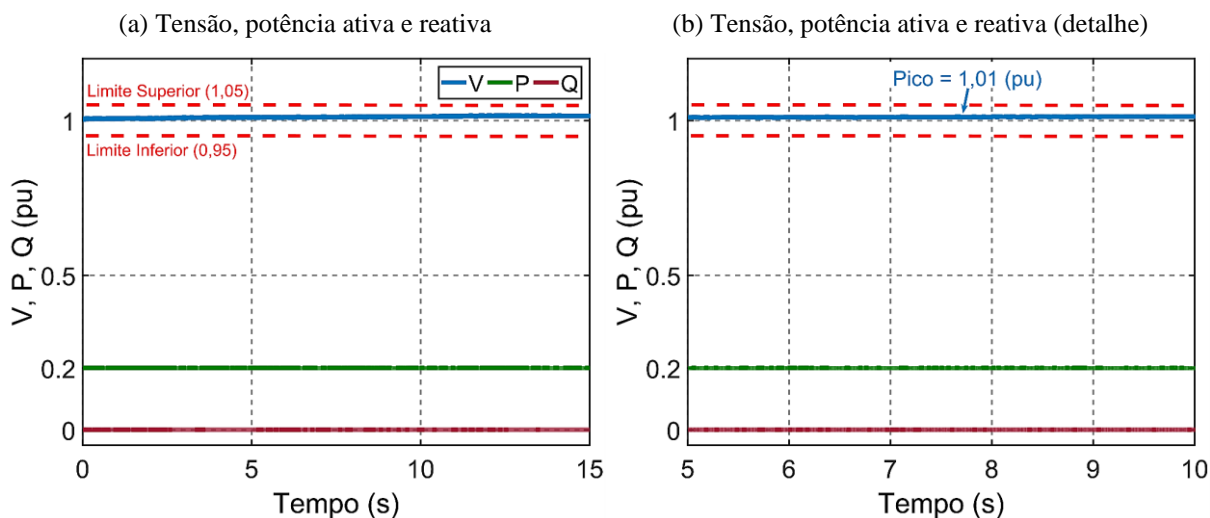 (a) Tensão, potência ativa e reativa
(b) Tensão, potência ativa e reativa (detalhe)
Limite Superior (1,05)
V P Q
1
Limite Inferior (0,95)
V, P, Q (pu)
0.5
0.2
0
0 5 10 15
Tempo (s)
Pico = 1,01 (pu)
1
V, P, Q (pu)
0.5
0.2
0
5 6 7 8 9 10
Tempo (s)